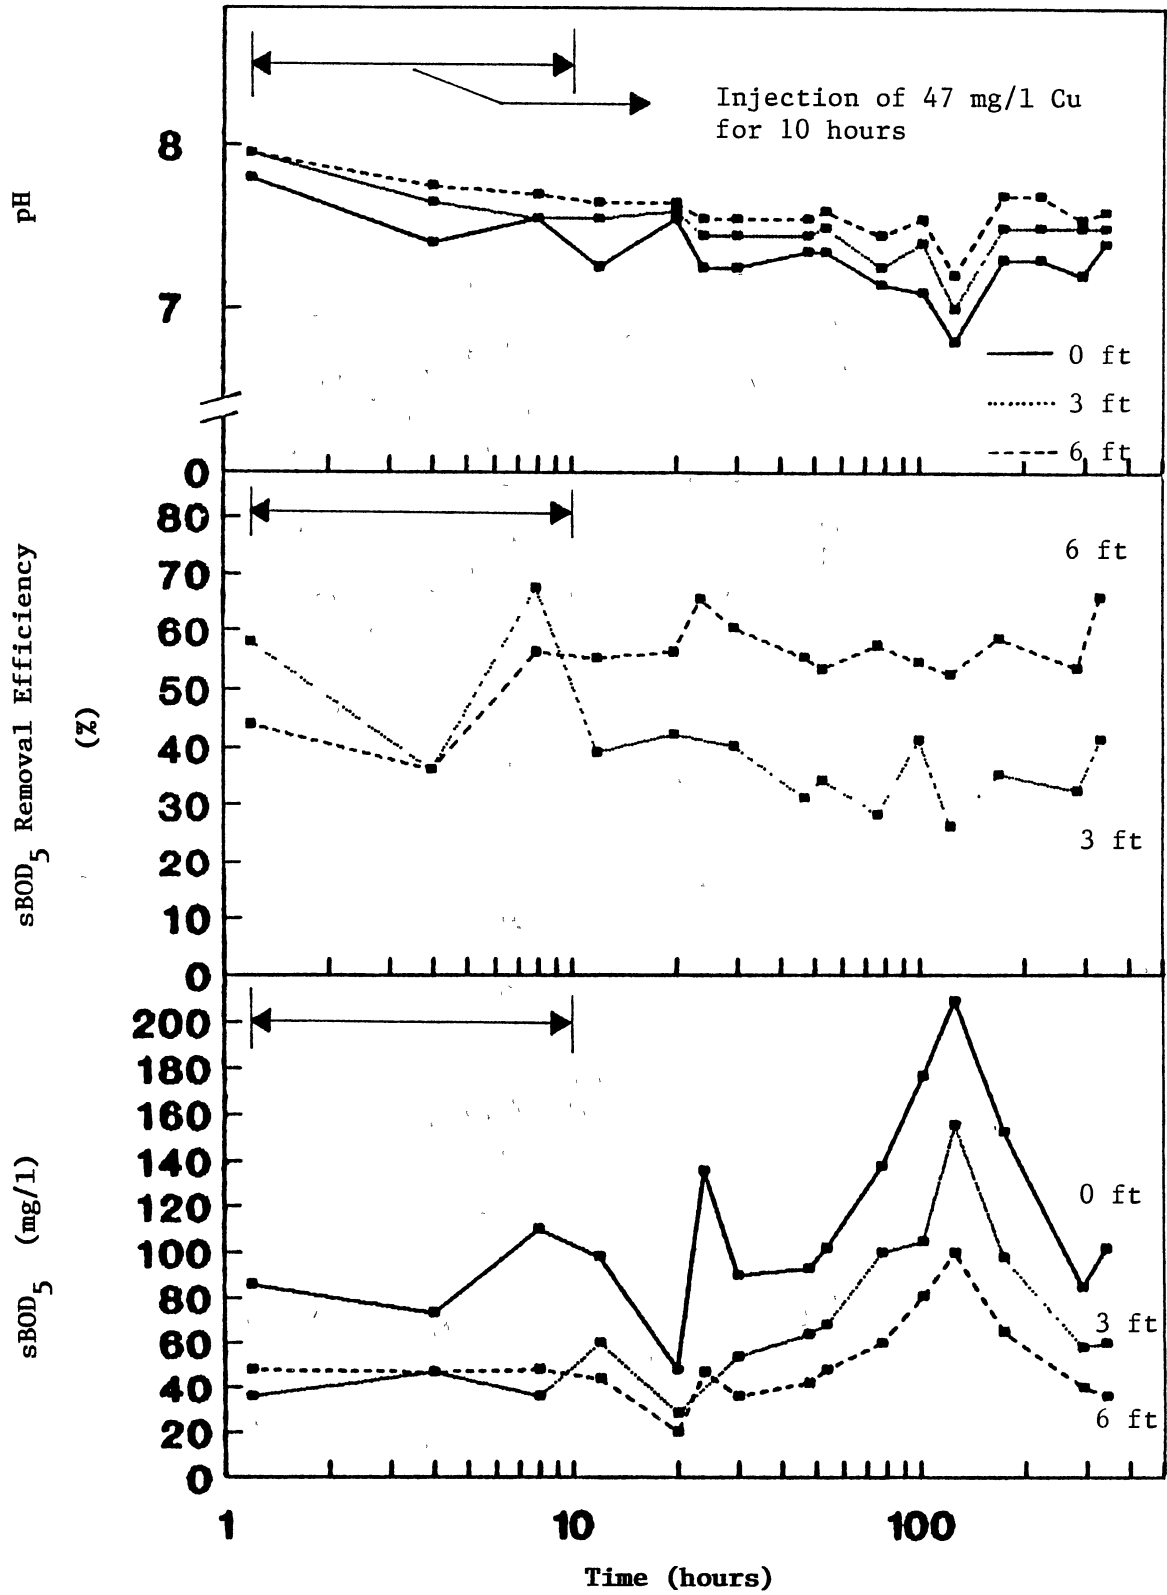 Injection of 47 mg/l Cu
for 10 hours
pH
8
7
0
0 ft
3 ft
6 ft
sBOD5 Removal Efficiency
(%)
80
70
60
50
40
30
20
10
0
6 ft
3 ft
sBOD5 (mg/l)
200
180
160
140
120
100
80
60
40
20
0
0 ft
3 ft
6 ft
1
10
100
Time (hours)